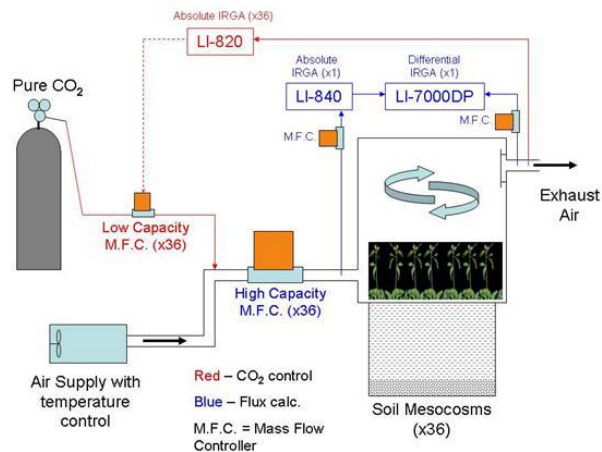 Absolute IRGA (x36)
LI-820
Pure CO₂
Absolute
IRGA (x1)
Differential
IRGA (x1)
LI-840
LI-7000DP
M.F.C.
M.F.C.
Exhaust
Air
Low Capacity
M.F.C. (x36)
High Capacity
M.F.C. (x36)
Air Supply with
temperature
control
Red – CO₂ control
Blue – Flux calc.
M.F.C. = Mass Flow
Controller
Soil Mesocosms
(x36)